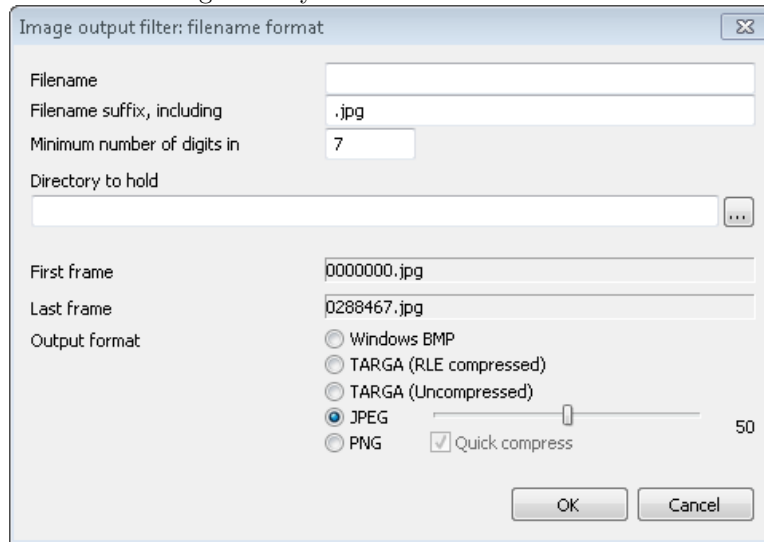 Image output filter: filename format
Filename
Filename suffix, including .jpg
Minimum number of digits in 7
Directory to hold
...
First frame 0000000.jpg
Last frame 0288467.jpg
Output format Windows BMP
TARGA (RLE compressed)
TARGA (Uncompressed)
JPEG 50
PNG Quick compress
OK Cancel